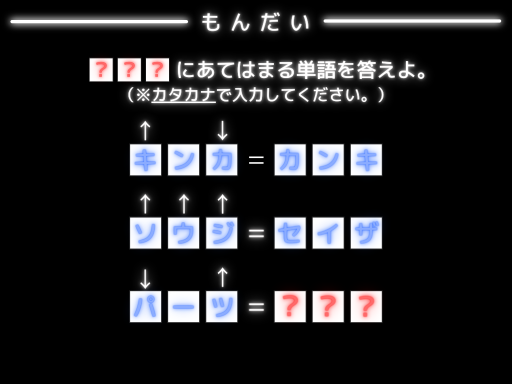 もんだい
？？？にあてはまる単語を答えよ。
（※カタカナで入力してください。）
↑ ↓
キンカ＝カンキ
↑↑↑
ソウジ＝セイザ
↓ ↑
パーツ＝？？？